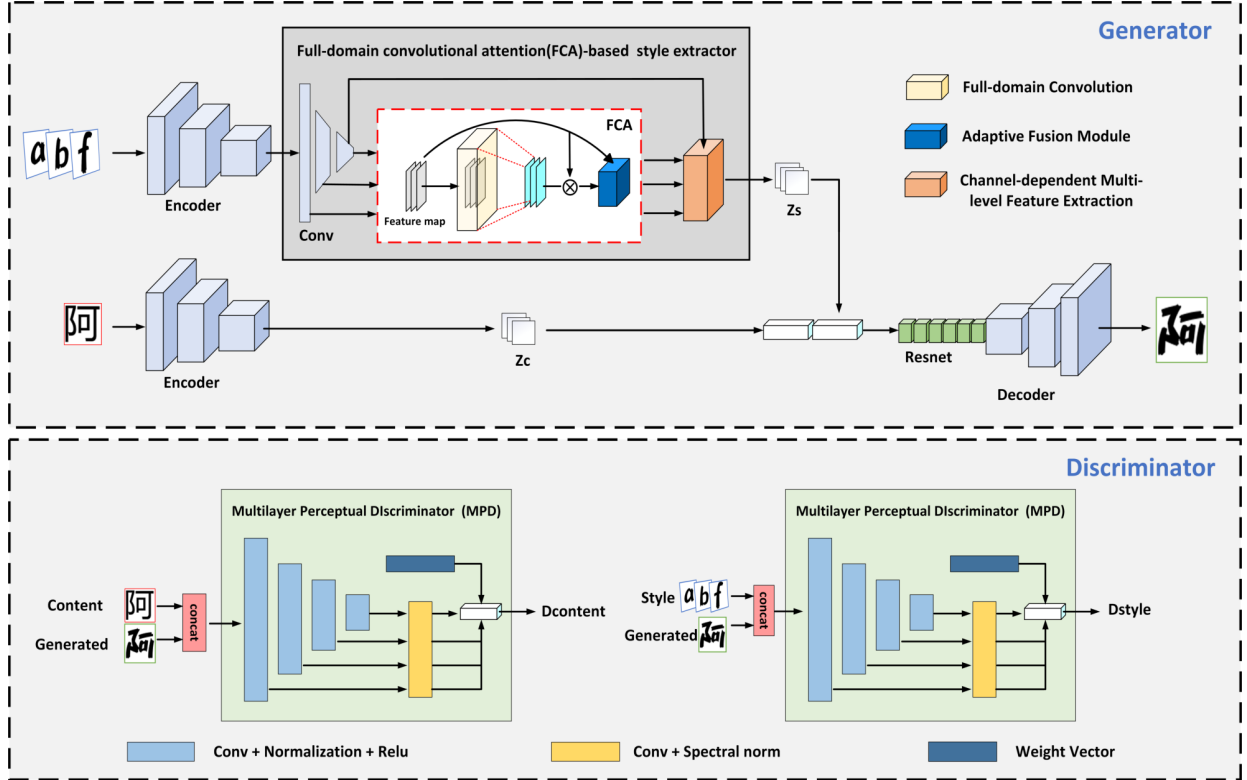 Generator
Full-domain convolutional attention(FCA)-based style extractor
Full-domain Convolution
Adaptive Fusion Module
Channel-dependent Multi-
level Feature Extraction
a b f
Encoder
Conv
FCA
Feature map
Zs
阿
Encoder
Zc
Resnet
Decoder
阿
Discriminator
Multilayer Perceptual DIscriminator (MPD)
Content
阿
Generated
阿
concat
Dcontent
Multilayer Perceptual DIscriminator (MPD)
Style
a b f
Generated
阿
concat
Dstyle
Conv + Normalization + Relu
Conv + Spectral norm
Weight Vector